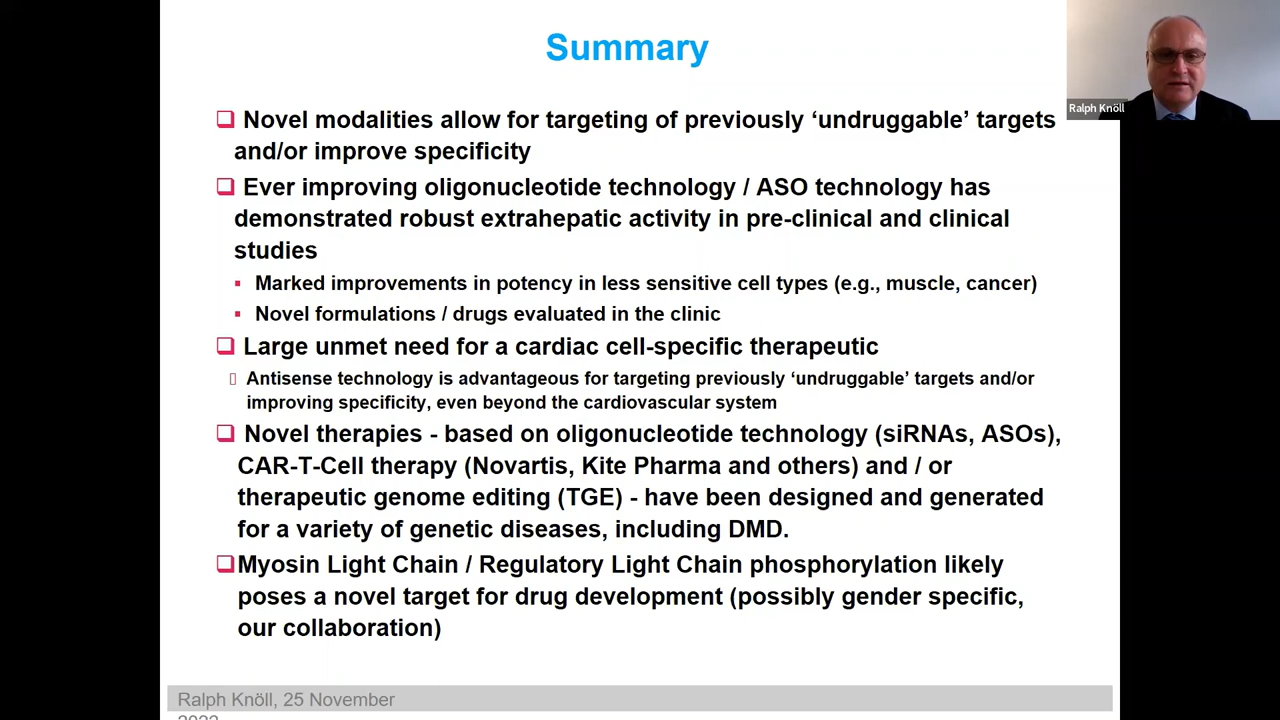 Summary
Ralph Knöll
Novel modalities allow for targeting of previously ‘undruggable’ targets
and/or improve specificity
Ever improving oligonucleotide technology / ASO technology has
demonstrated robust extrahepatic activity in pre-clinical and clinical
studies
Marked improvements in potency in less sensitive cell types (e.g., muscle, cancer)
Novel formulations / drugs evaluated in the clinic
Large unmet need for a cardiac cell-specific therapeutic
Antisense technology is advantageous for targeting previously ‘undruggable’ targets and/or
improving specificity, even beyond the cardiovascular system
Novel therapies - based on oligonucleotide technology (siRNAs, ASOs),
CAR-T-Cell therapy (Novartis, Kite Pharma and others) and / or
therapeutic genome editing (TGE) - have been designed and generated
for a variety of genetic diseases, including DMD.
Myosin Light Chain / Regulatory Light Chain phosphorylation likely
poses a novel target for drug development (possibly gender specific,
our collaboration)
Ralph Knöll, 25 November